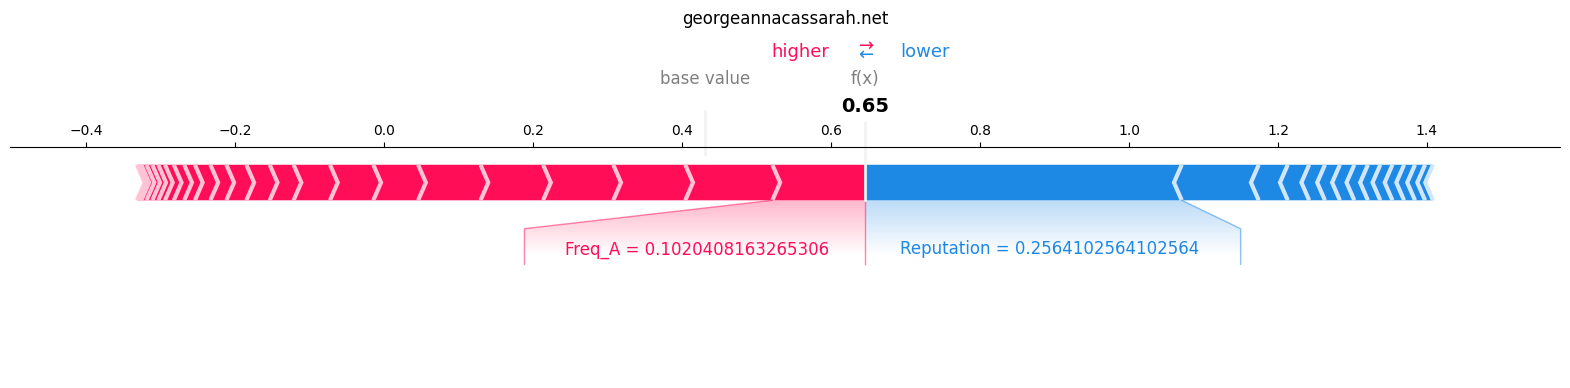 georgeannacassarah.net
higher ⇄ lower
base value f(x)
0.65
−0.4 −0.2 0.0 0.2 0.4 0.6 0.8 1.0 1.2 1.4
Freq_A = 0.1020408163265306 Reputation = 0.2564102564102564